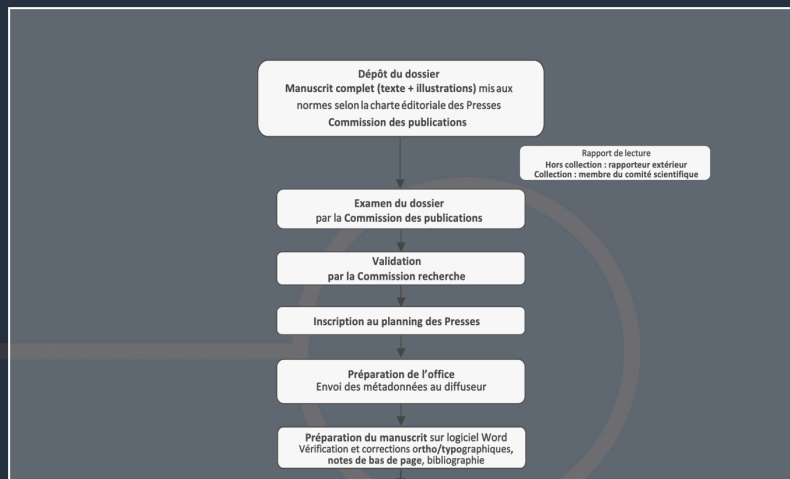 Dépôt du dossier
Manuscrit complet (texte + illustrations) mis aux
normes selon la charte éditoriale des Presses
Commission des publications
Rapport de lecture
Hors collection : rapporteur extérieur
Collection : membre du comité scientifique
Examen du dossier
par la Commission des publications
Validation
par la Commission recherche
Inscription au planning des Presses
Préparation de l'office
Envoi des métadonnées au diffuseur
Préparation du manuscrit sur logiciel Word
Vérification et corrections ortho/typographiques,
notes de bas de page, bibliographie